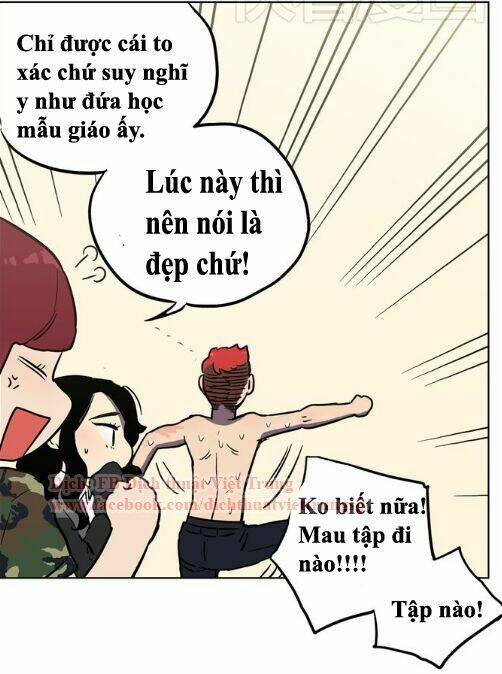 Chỉ được cái to
xác chứ suy nghĩ
y như đứa học
mẫu giáo ấy.
Lúc này thì
nên nói là
đẹp chứ!
Dịch: FB Dịch thuật Việt Trung
www.facebook.com/dichthuatviettrung
Ko biết nữa!
Mau tập đi
nào!!!!
Tập nào!